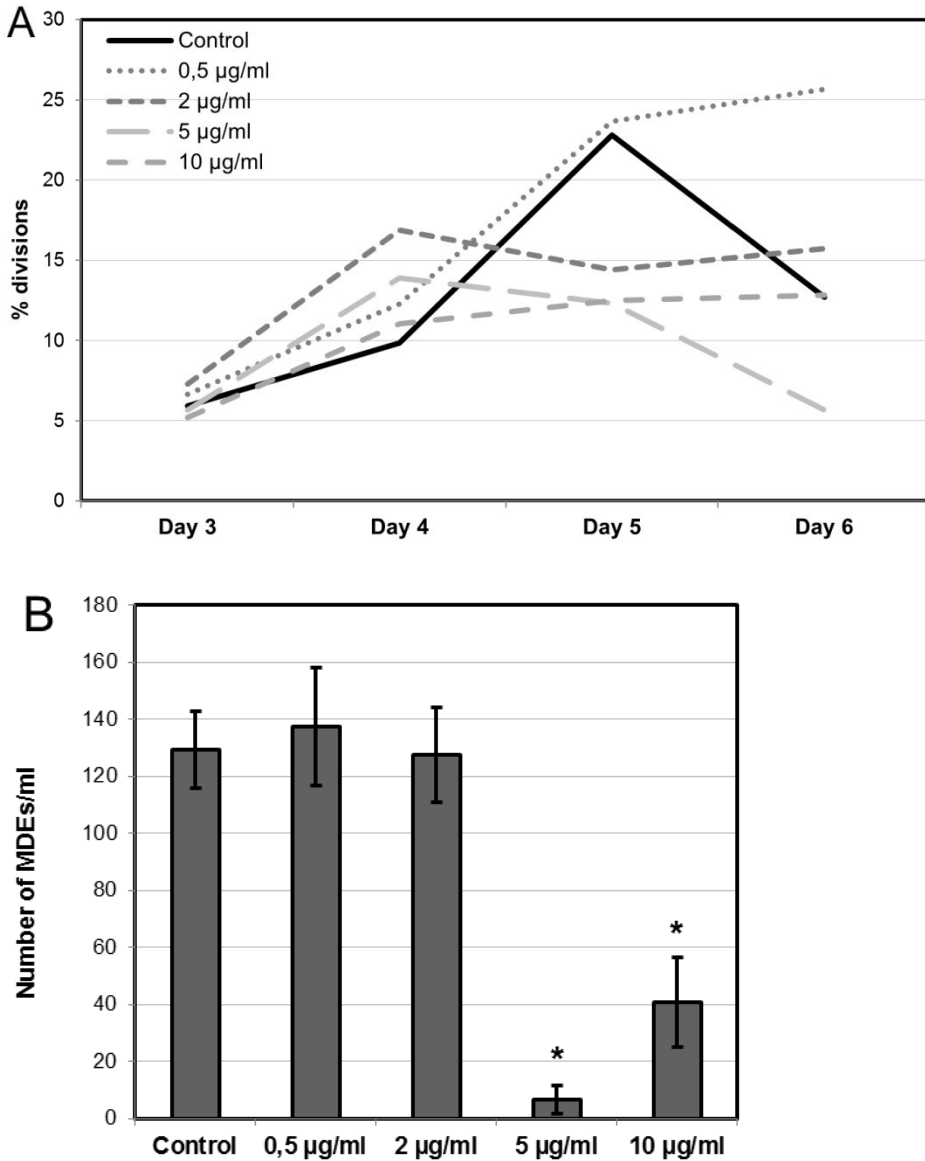 A
30
25
20
15
10
5
0
% divisions
Control
0,5 µg/ml
2 µg/ml
5 µg/ml
10 µg/ml
Day 3 Day 4 Day 5 Day 6
B
180
160
140
120
100
80
60
40
20
0
Number of MDEs/ml
*
*
Control 0,5 µg/ml 2 µg/ml 5 µg/ml 10 µg/ml